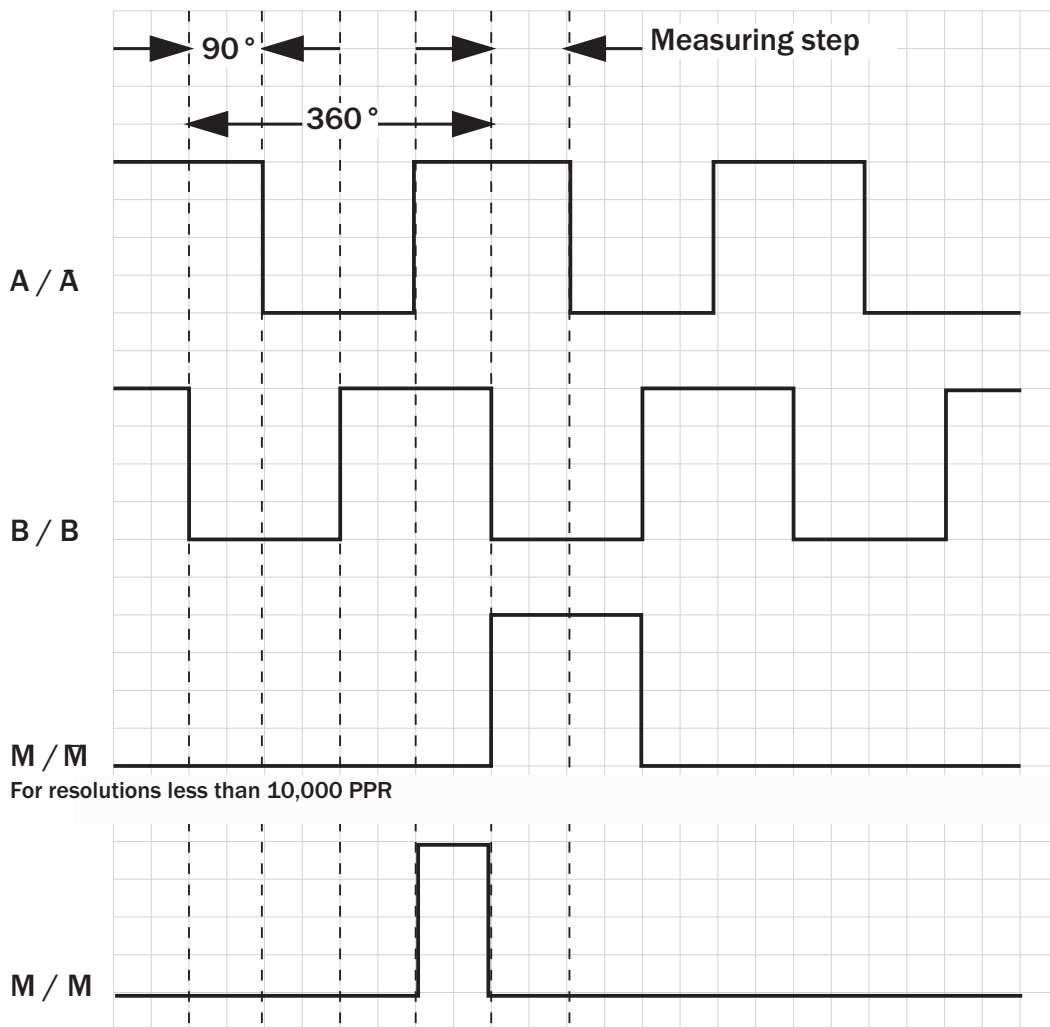 90°
Measuring step
360°
A / Ā
B / B
M / M̄
For resolutions less than 10,000 PPR
M / M